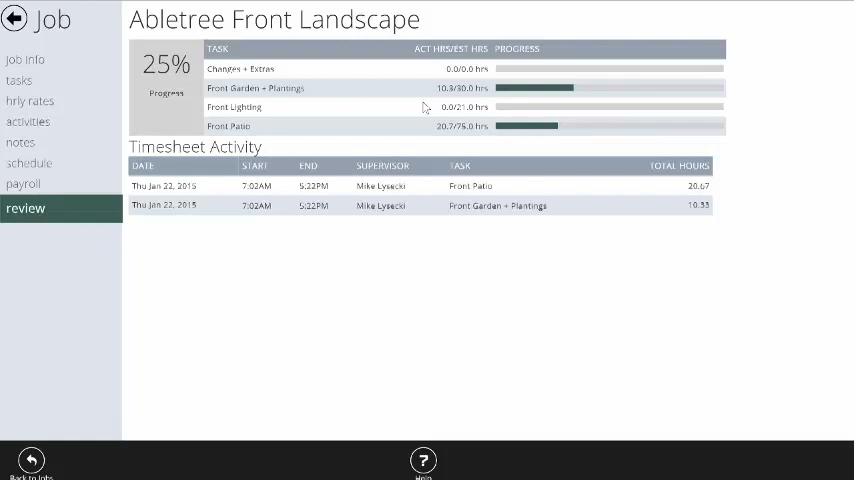 Job
Abletree Front Landscape
job info
tasks
hrly rates
activities
notes
schedule
payroll
review
25%
Progress
TASK ACT HRS/EST HRS PROGRESS
Changes + Extras 0.0/0.0 hrs
Front Garden + Plantings 10.3/30.0 hrs
Front Lighting 0.0/21.0 hrs
Front Patio 20.7/75.0 hrs
Timesheet Activity
DATE START END SUPERVISOR TASK TOTAL HOURS
Thu Jan 22, 2015 7:02AM 5:22PM Mike Lysecki Front Patio 20.67
Thu Jan 22, 2015 7:02AM 5:22PM Mike Lysecki Front Garden + Plantings 10.33
?
Back to Jobs
Help